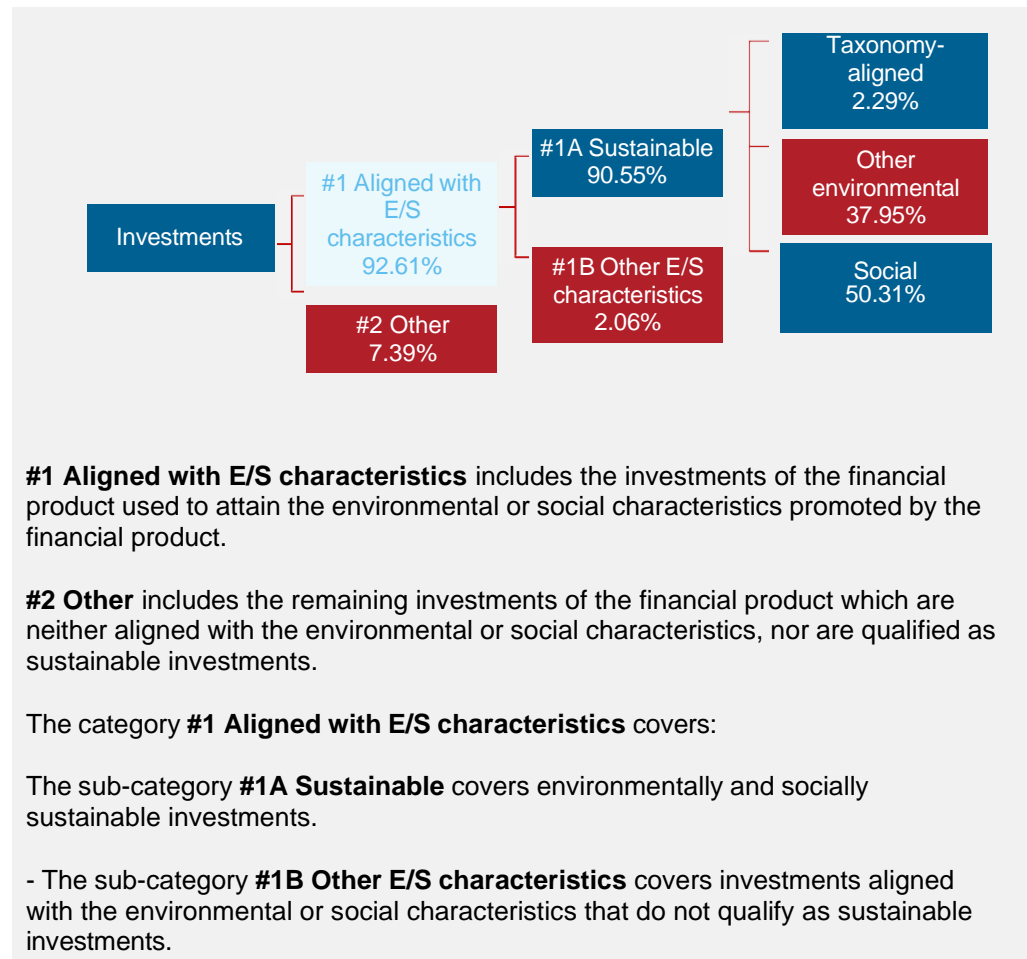 Investments
#1 Aligned with
E/S
characteristics
92.61%
#2 Other
7.39%
#1A Sustainable
90.55%
#1B Other E/S
characteristics
2.06%
Taxonomy-
aligned
2.29%
Other
environmental
37.95%
Social
50.31%
#1 Aligned with E/S characteristics includes the investments of the financial
product used to attain the environmental or social characteristics promoted by the
financial product.
#2 Other includes the remaining investments of the financial product which are
neither aligned with the environmental or social characteristics, nor are qualified as
sustainable investments.
The category #1 Aligned with E/S characteristics covers:
The sub-category #1A Sustainable covers environmentally and socially
sustainable investments.
- The sub-category #1B Other E/S characteristics covers investments aligned
with the environmental or social characteristics that do not qualify as sustainable
investments.